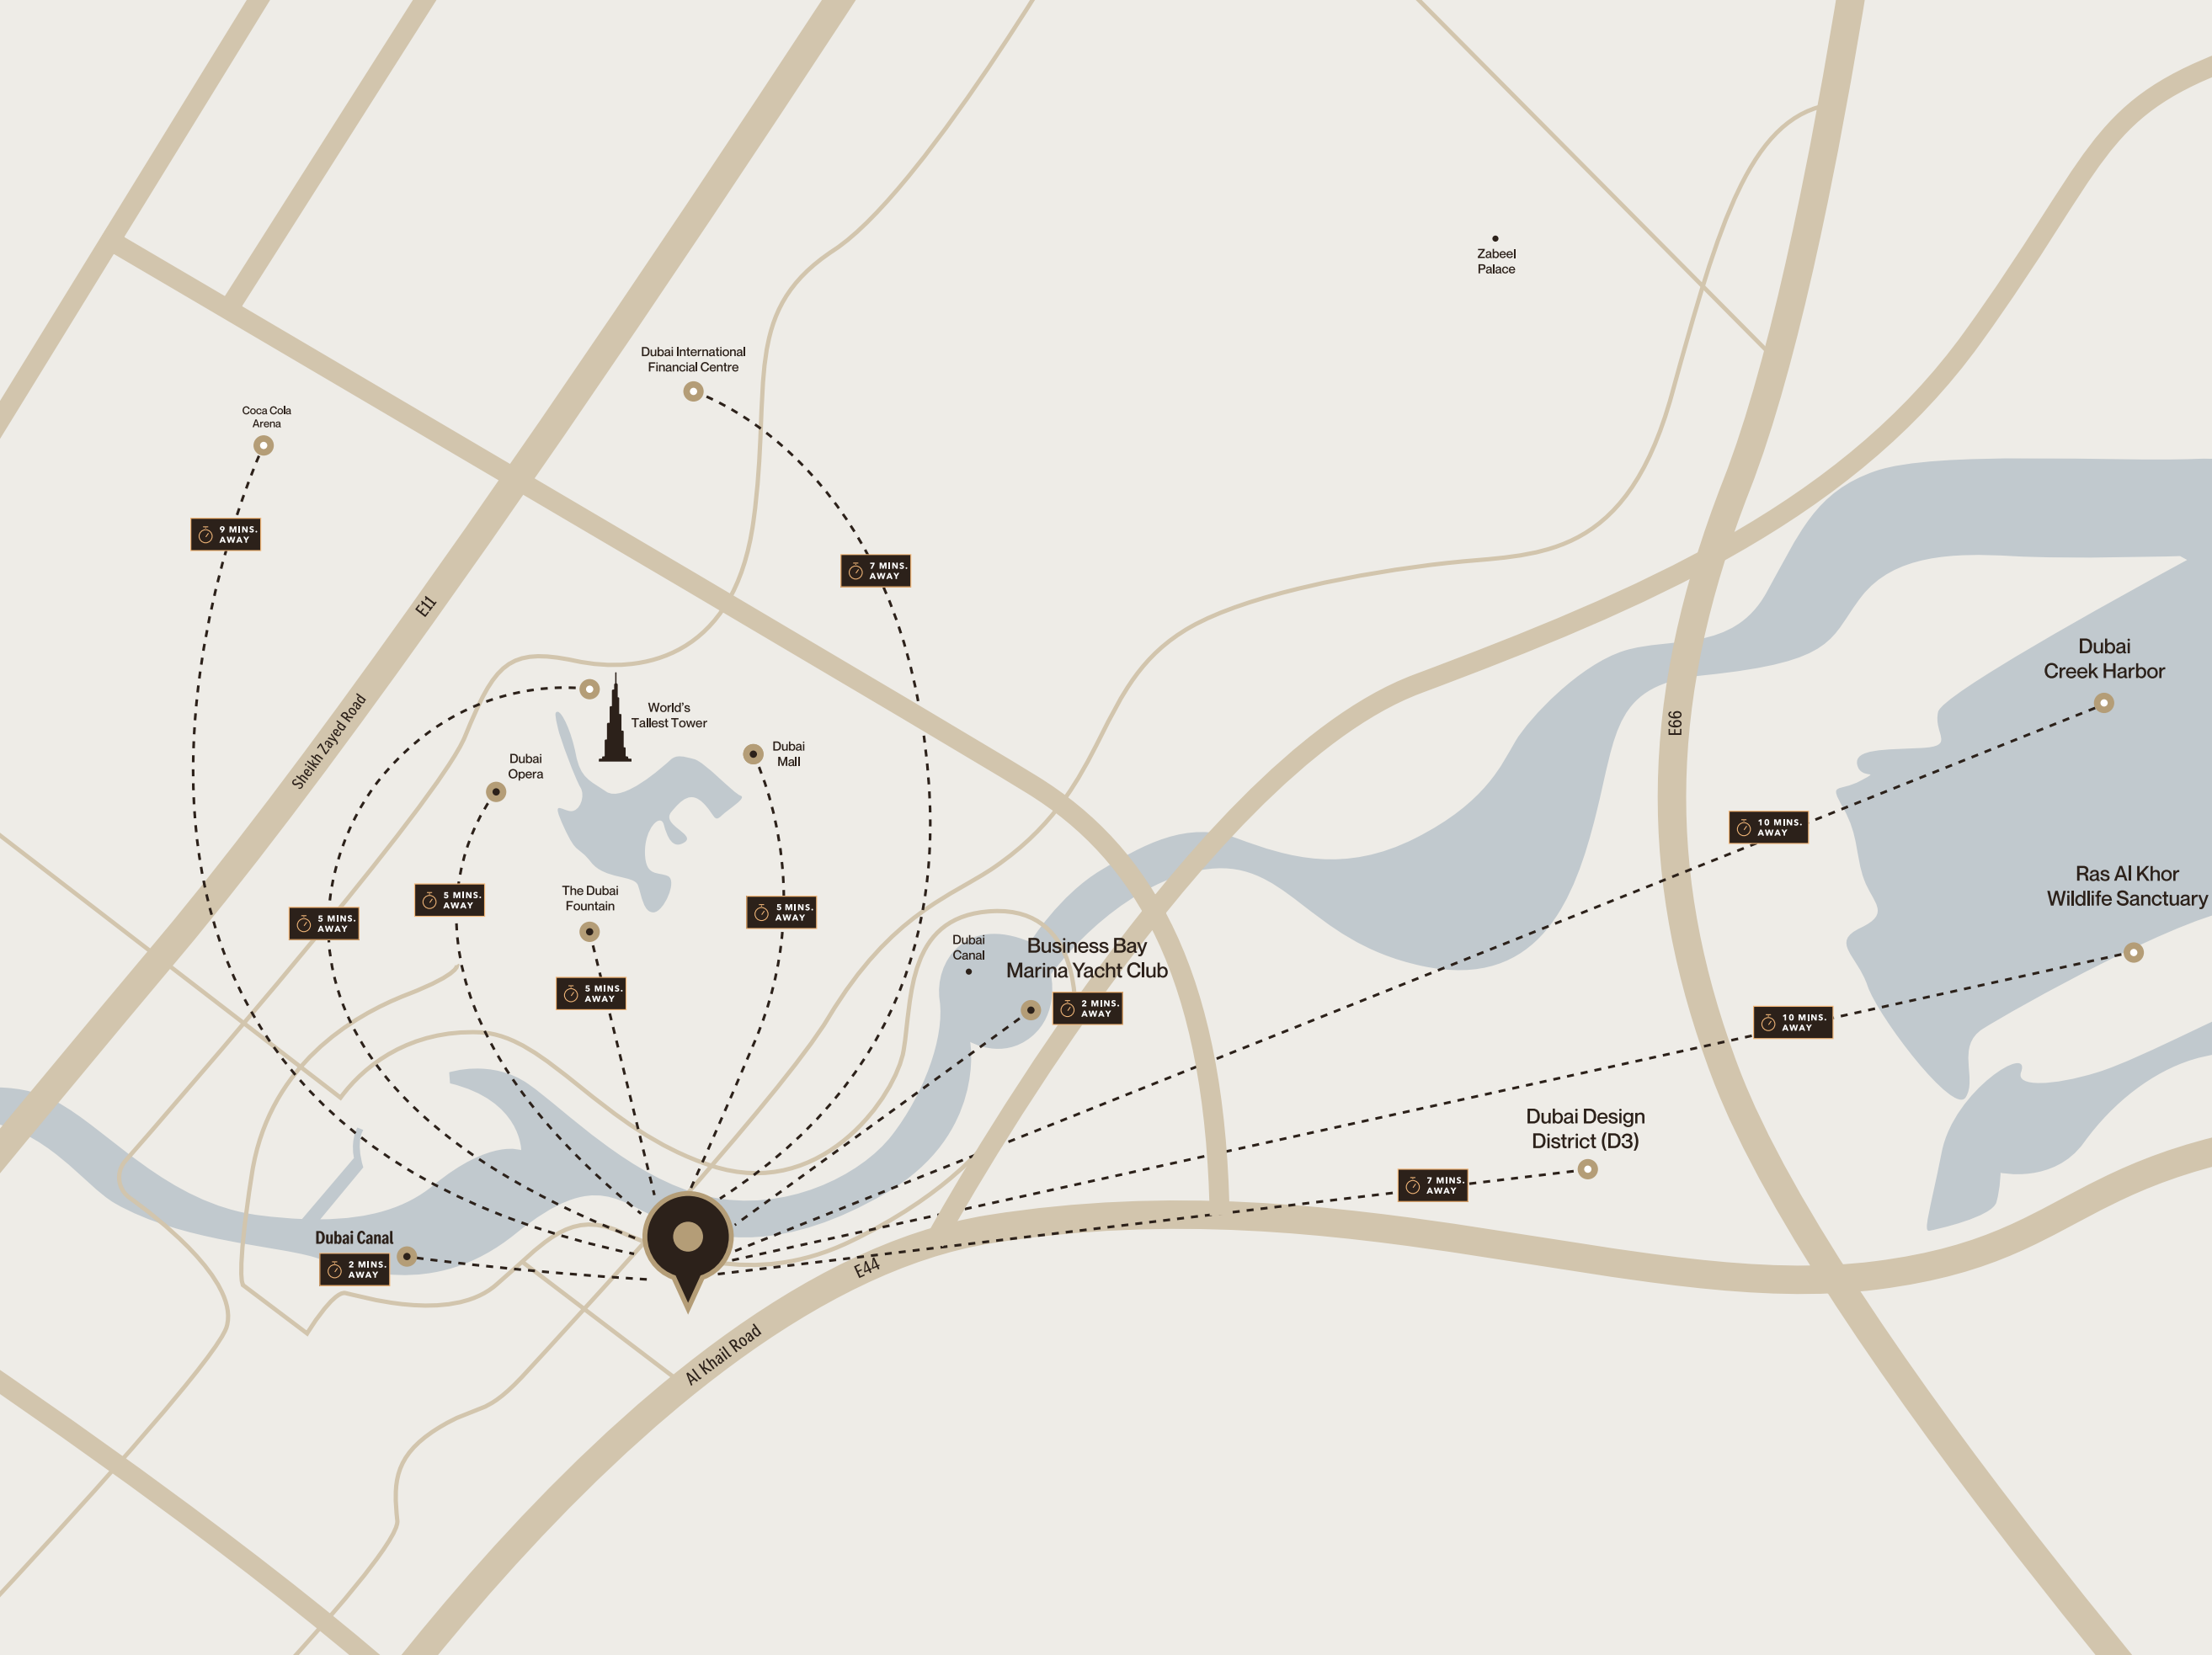 Zabeel
Palace
Dubai International
Financial Centre
Coca Cola
Arena
9 MINS.
AWAY
7 MINS.
AWAY
E11
Sheikh Zayed Road
World's
Tallest Tower
Dubai
Mall
Dubai
Opera
5 MINS.
AWAY
5 MINS.
AWAY
The Dubai
Fountain
5 MINS.
AWAY
5 MINS.
AWAY
Dubai
Canal
Business Bay
Marina Yacht Club
2 MINS.
AWAY
E66
Dubai
Creek Harbor
10 MINS.
AWAY
Ras Al Khor
Wildlife Sanctuary
10 MINS.
AWAY
Dubai Design
District (D3)
7 MINS.
AWAY
Dubai Canal
2 MINS.
AWAY
E44
Al Khail Road